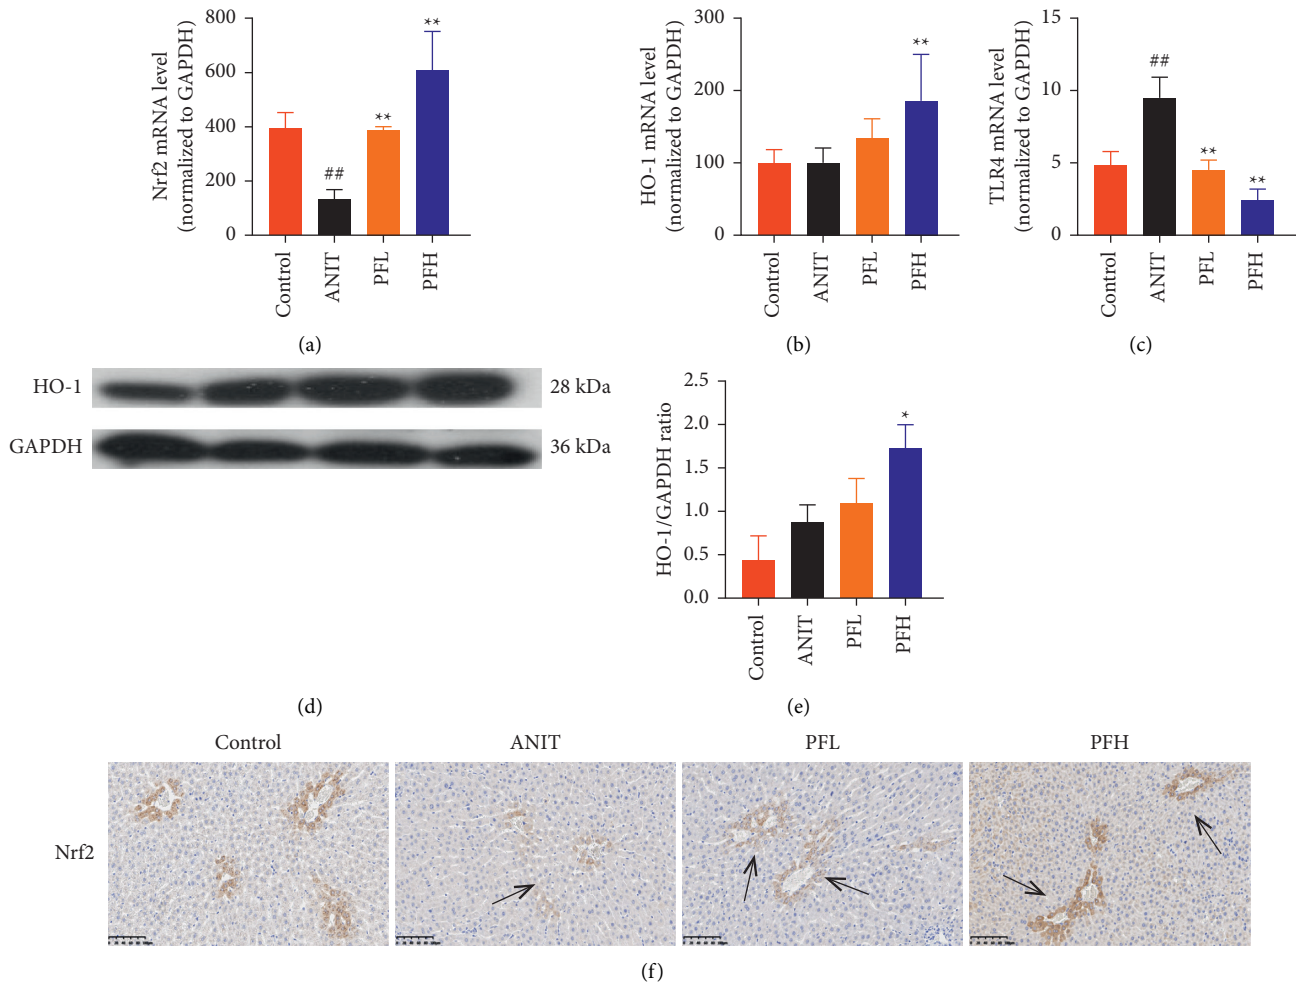 Nrf2 mRNA level
(normalized to GAPDH)
800
600
400
200
0
**
##
**
Control
ANIT
PFL
PFH
(a)
HO-1 mRNA level
(normalized to GAPDH)
300
200
100
0
**
Control
ANIT
PFL
PFH
(b)
TLR4 mRNA level
(normalized to GAPDH)
15
10
5
0
##
**
**
Control
ANIT
PFL
PFH
(c)
HO-1
28 kDa
GAPDH
36 kDa
(d)
HO-1/GAPDH ratio
2.5
2.0
1.5
1.0
0.5
0.0
*
Control
ANIT
PFL
PFH
(e)
Control
ANIT
PFL
PFH
Nrf2
(f)